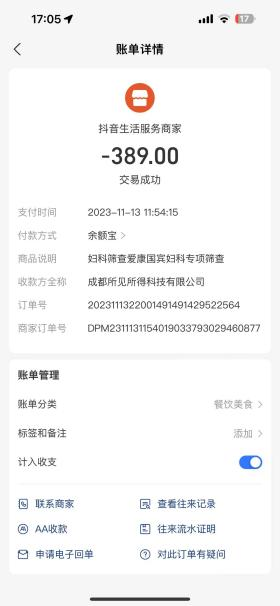 17:05
17
账单详情
抖音生活服务商家
-389.00
交易成功
支付时间 2023-11-13 11:54:15
付款方式 余额宝
商品说明 妇科筛查爱康国宾妇科专项筛查
收款方全称 成都所见所得科技有限公司
订单号 2023111322001491491429522564
商家订单号 DPM2311131154019033793029460877
账单管理
账单分类 餐饮美食
标签和备注 添加
计入收支
联系商家 查看往来记录
AA收款 往来流水证明
申请电子回单 对此订单有疑问